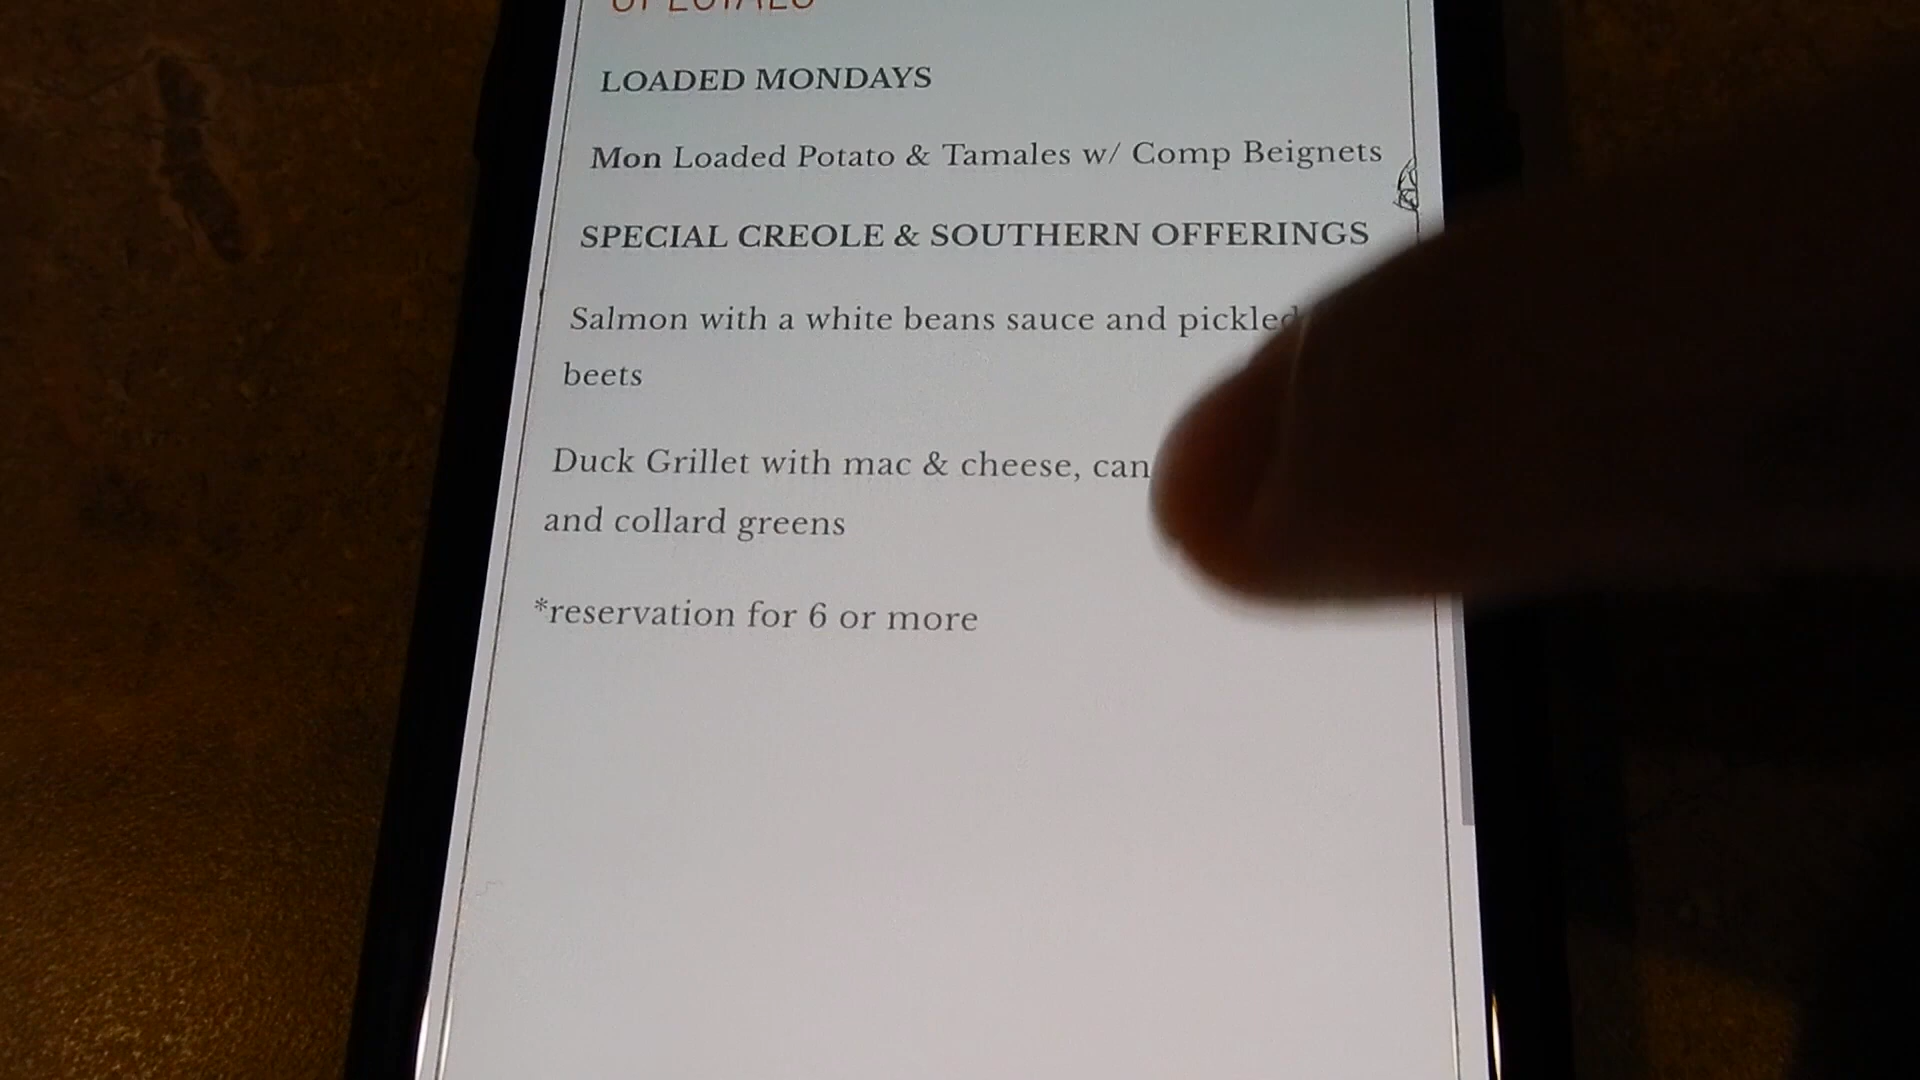 SPECIALS
LOADED MONDAYS
Mon Loaded Potato & Tamales w/ Comp Beignets
SPECIAL CREOLE & SOUTHERN OFFERINGS
Salmon with a white beans sauce and pickled
beets
Duck Grillet with mac & cheese,
and collard greens
*reservation for 6 or more